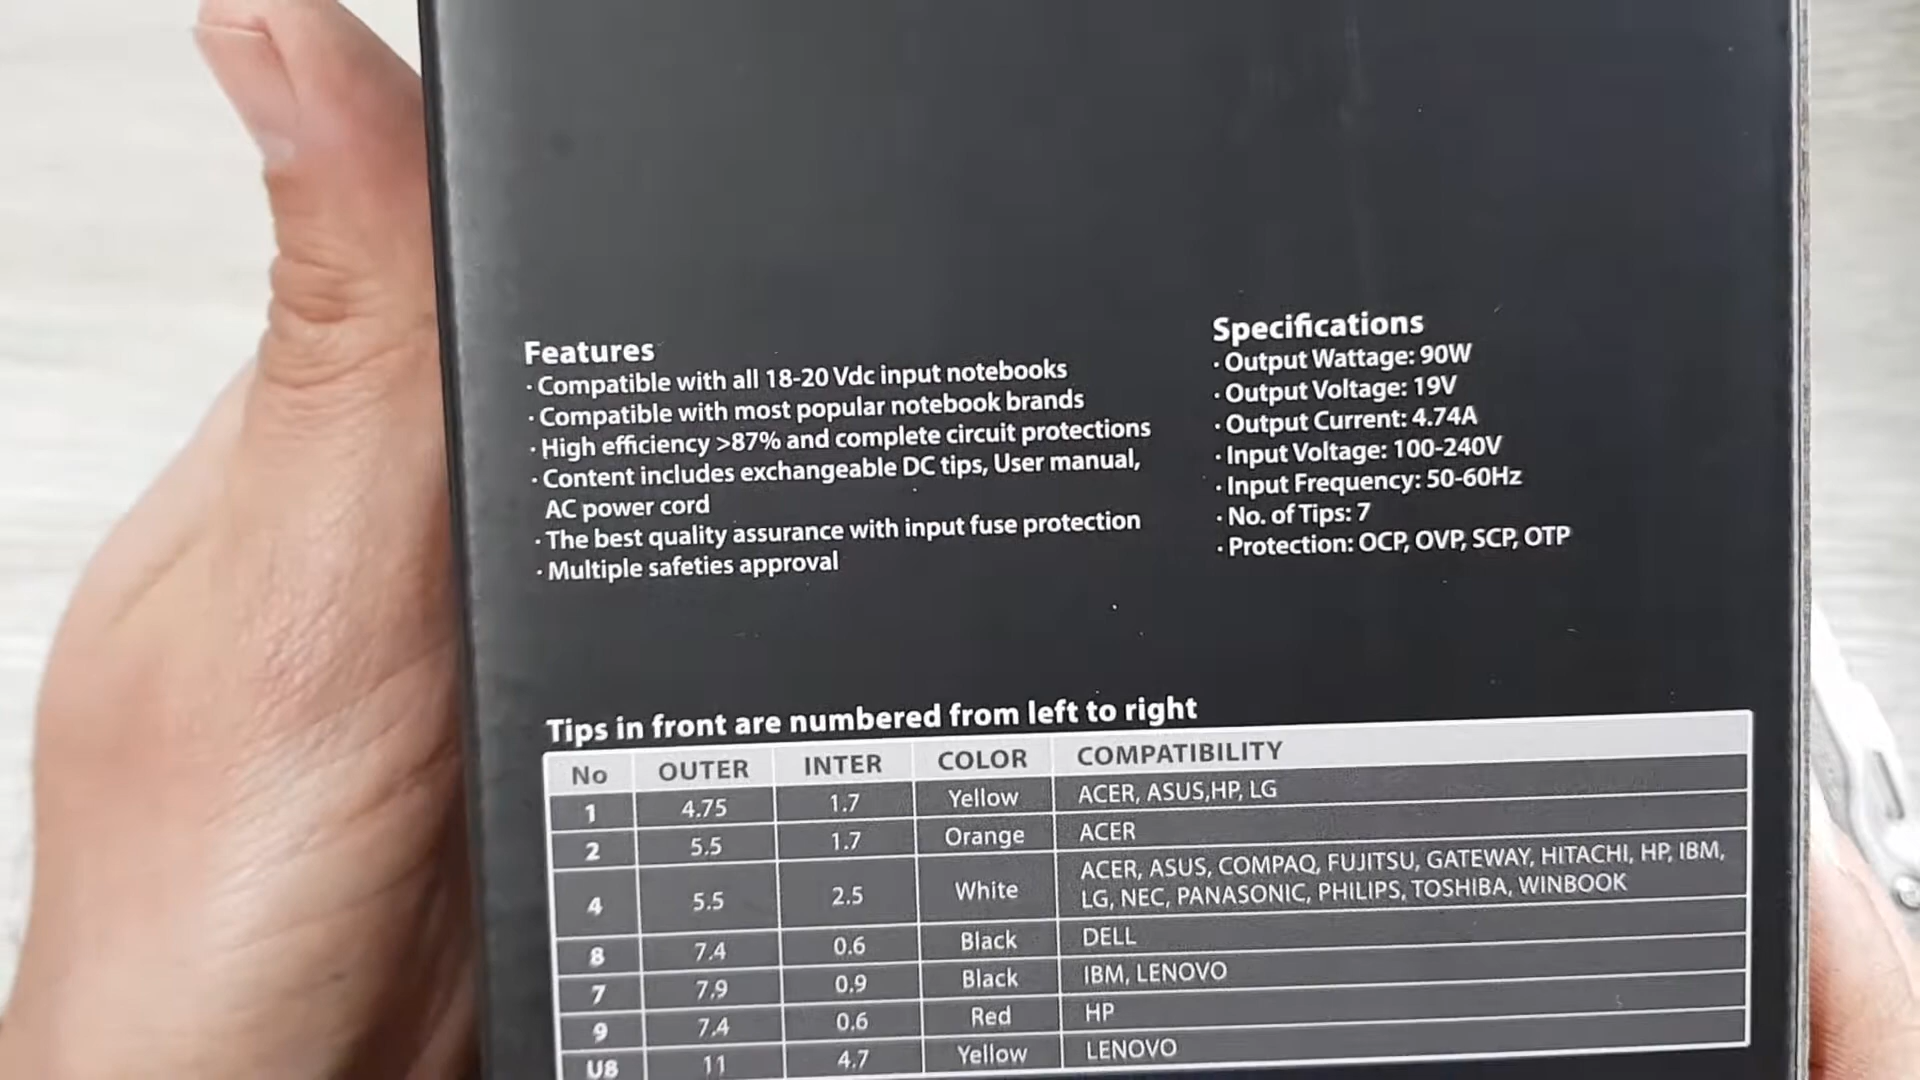 Features
· Compatible with all 18-20 Vdc input notebooks
· Compatible with most popular notebook brands
· High efficiency >87% and complete circuit protections
· Content includes exchangeable DC tips, User manual,
AC power cord
· The best quality assurance with input fuse protection
· Multiple safeties approval
Specifications
· Output Wattage: 90W
· Output Voltage: 19V
· Output Current: 4.74A
· Input Voltage: 100-240V
· Input Frequency: 50-60Hz
· No. of Tips: 7
· Protection: OCP, OVP, SCP, OTP
Tips in front are numbered from left to right
No OUTER INTER COLOR COMPATIBILITY
1 4.75 1.7 Yellow ACER, ASUS,HP, LG
2 5.5 1.7 Orange ACER
4 5.5 2.5 White ACER, ASUS, COMPAQ, FUJITSU, GATEWAY, HITACHI, HP, IBM,
LG, NEC, PANASONIC, PHILIPS, TOSHIBA, WINBOOK
8 7.4 0.6 Black DELL
7 7.9 0.9 Black IBM, LENOVO
9 7.4 0.6 Red HP
U8 11 4.7 Yellow LENOVO